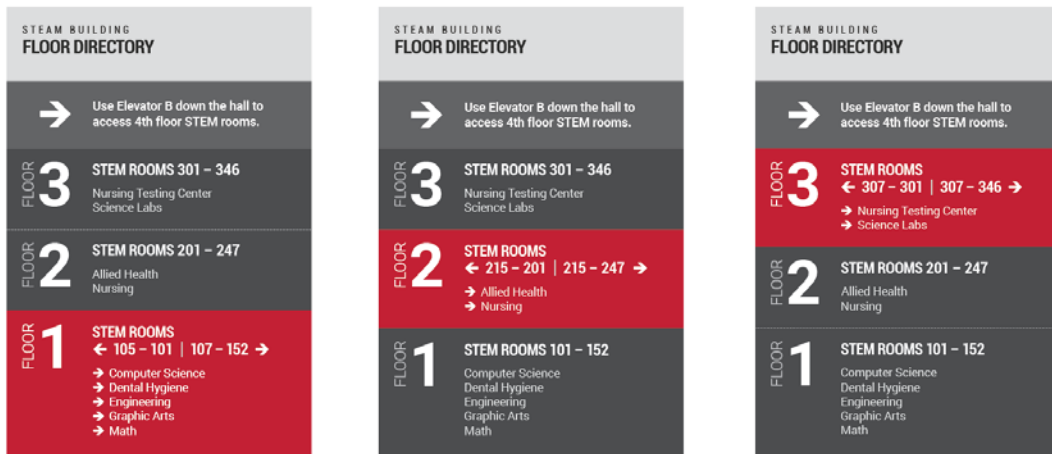 STEAM BUILDING
FLOOR DIRECTORY
→ Use Elevator B down the hall to
access 4th floor STEM rooms.
FLOOR 3
STEM ROOMS 301 – 346
Nursing Testing Center
Science Labs
FLOOR 2
STEM ROOMS 201 – 247
Allied Health
Nursing
FLOOR 1
STEM ROOMS
← 105 – 101 | 107 – 152 →
→ Computer Science
→ Dental Hygiene
→ Engineering
→ Graphic Arts
→ Math
STEAM BUILDING
FLOOR DIRECTORY
→ Use Elevator B down the hall to
access 4th floor STEM rooms.
FLOOR 3
STEM ROOMS 301 – 346
Nursing Testing Center
Science Labs
FLOOR 2
STEM ROOMS
← 215 – 201 | 215 – 247 →
→ Allied Health
→ Nursing
FLOOR 1
STEM ROOMS 101 – 152
Computer Science
Dental Hygiene
Engineering
Graphic Arts
Math
STEAM BUILDING
FLOOR DIRECTORY
→ Use Elevator B down the hall to
access 4th floor STEM rooms.
FLOOR 3
STEM ROOMS
← 307 – 301 | 307 – 346 →
→ Nursing Testing Center
→ Science Labs
FLOOR 2
STEM ROOMS 201 – 247
Allied Health
Nursing
FLOOR 1
STEM ROOMS 101 – 152
Computer Science
Dental Hygiene
Engineering
Graphic Arts
Math